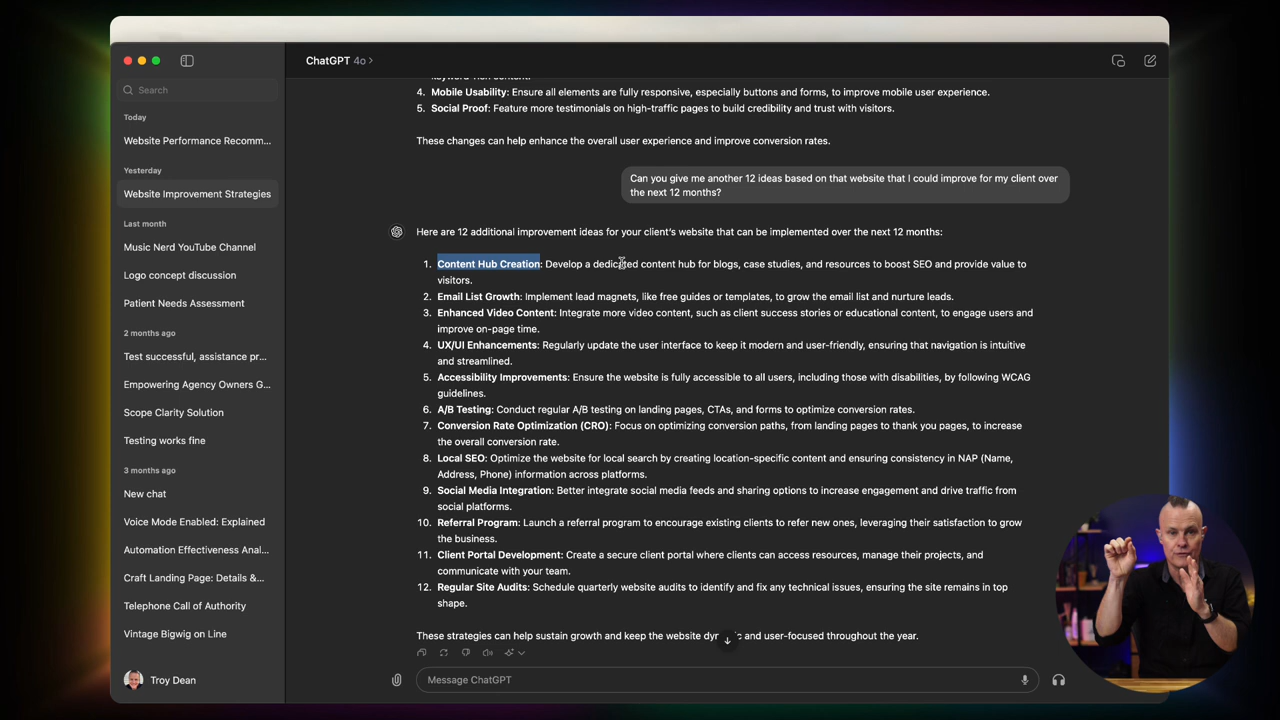 ChatGPT 4o >
Search
Today
Website Performance Recomm...
Yesterday
Website Improvement Strategies
Last month
Music Nerd YouTube Channel
Logo concept discussion
Patient Needs Assessment
2 months ago
Test successful, assistance pr...
Empowering Agency Owners G...
Scope Clarity Solution
Testing works fine
3 months ago
New chat
Voice Mode Enabled: Explained
Automation Effectiveness Anal...
Craft Landing Page: Details &...
Telephone Call of Authority
Vintage Bigwig on Line
Troy Dean
keyword-rich content.
4. Mobile Usability: Ensure all elements are fully responsive, especially buttons and forms, to improve mobile user experience.
5. Social Proof: Feature more testimonials on high-traffic pages to build credibility and trust with visitors.
These changes can help enhance the overall user experience and improve conversion rates.
Can you give me another 12 ideas based on that website that I could improve for my client over
the next 12 months?
Here are 12 additional improvement ideas for your client's website that can be implemented over the next 12 months:
1. Content Hub Creation: Develop a dedicated content hub for blogs, case studies, and resources to boost SEO and provide value to
visitors.
2. Email List Growth: Implement lead magnets, like free guides or templates, to grow the email list and nurture leads.
3. Enhanced Video Content: Integrate more video content, such as client success stories or educational content, to engage users and
improve on-page time.
4. UX/UI Enhancements: Regularly update the user interface to keep it modern and user-friendly, ensuring that navigation is intuitive
and streamlined.
5. Accessibility Improvements: Ensure the website is fully accessible to all users, including those with disabilities, by following WCAG
guidelines.
6. A/B Testing: Conduct regular A/B testing on landing pages, CTAs, and forms to optimize conversion rates.
7. Conversion Rate Optimization (CRO): Focus on optimizing conversion paths, from landing pages to thank you pages, to increase
the overall conversion rate.
8. Local SEO: Optimize the website for local search by creating location-specific content and ensuring consistency in NAP (Name,
Address, Phone) information across platforms.
9. Social Media Integration: Better integrate social media feeds and sharing options to increase engagement and drive traffic from
social platforms.
10. Referral Program: Launch a referral program to encourage existing clients to refer new ones, leveraging their satisfaction to grow
the business.
11. Client Portal Development: Create a secure client portal where clients can access resources, manage their projects, and
communicate with your team.
12. Regular Site Audits: Schedule quarterly website audits to identify and fix any technical issues, ensuring the site remains in top
shape.
These strategies can help sustain growth and keep the website and user-focused throughout the year.
Message ChatGPT